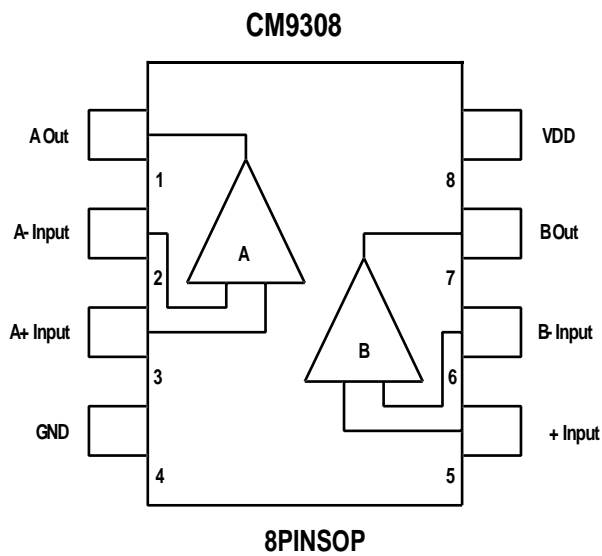 CM9308
A Out
1
A- Input
2
A+ Input
3
GND
4
A
VDD
8
B Out
7
B- Input
6
+ Input
5
B
8PINSOP